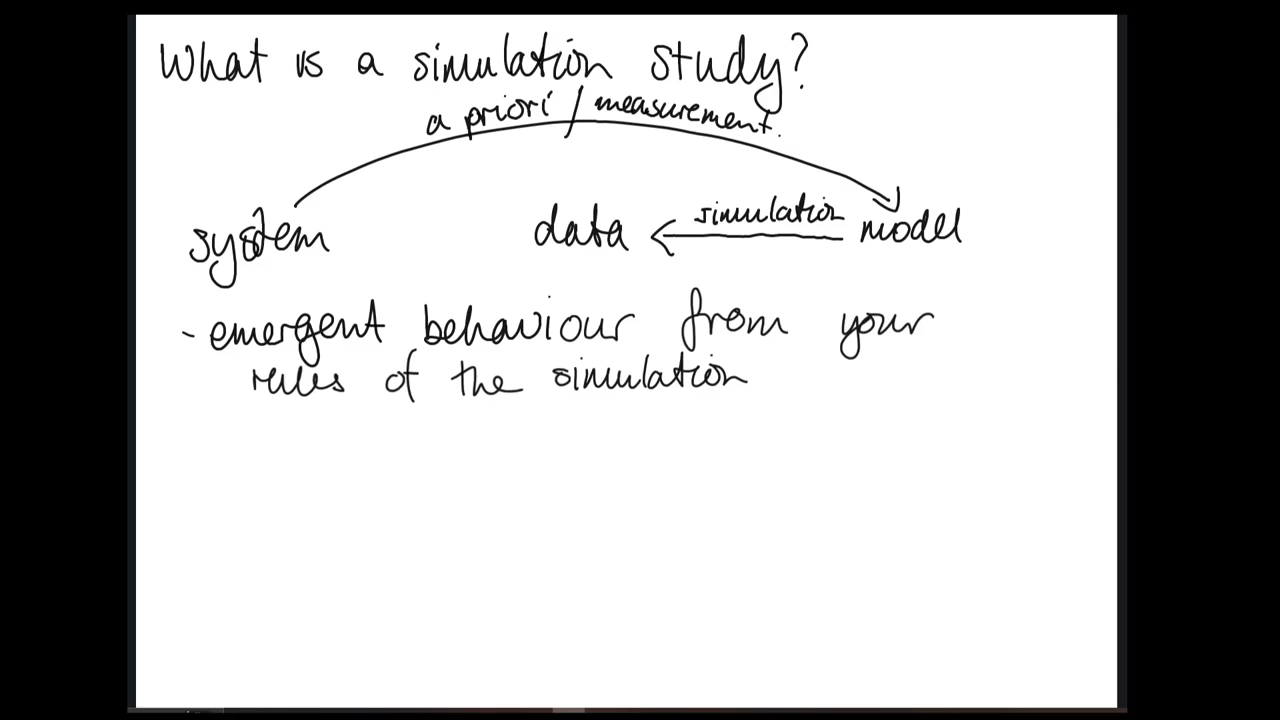 What is a simulation study?
a priori / measurement.
system data simulation model
- emergent behaviour from your
rules of the simulation